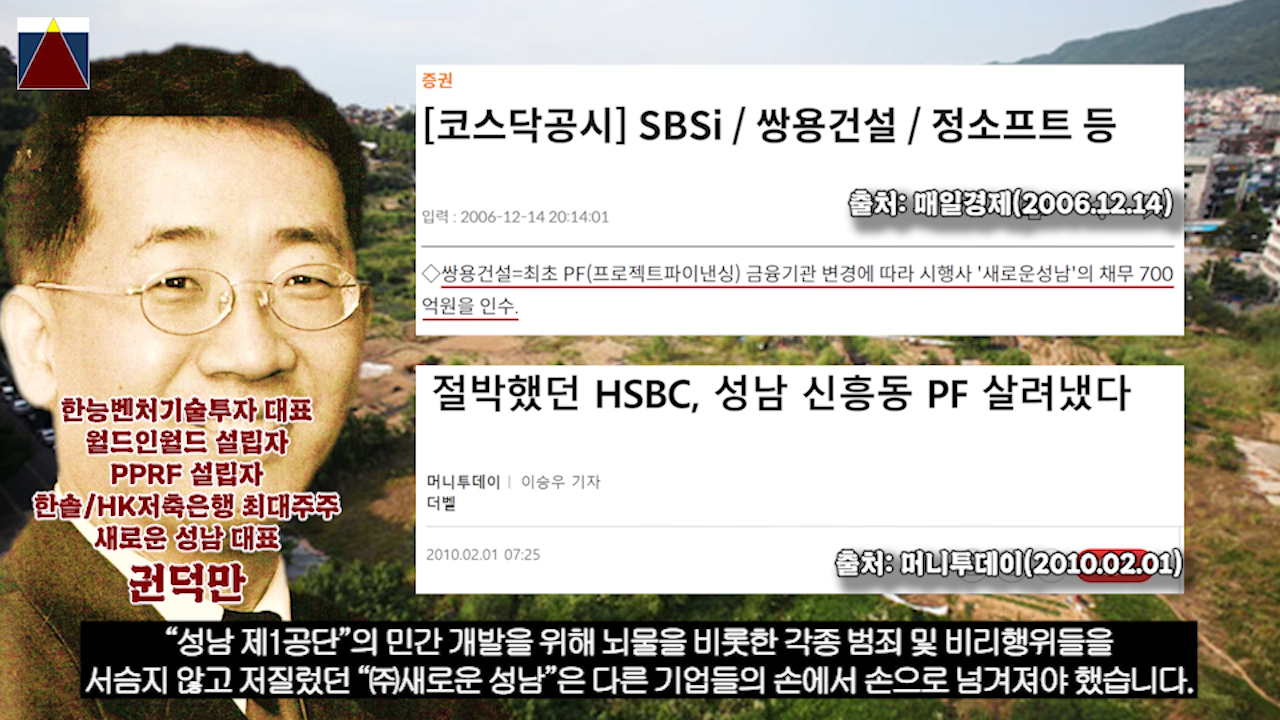 증권
[코스닥공시] SBSi / 쌍용건설 / 정소프트 등
출처: 매일경제(2006.12.14)
입력 : 2006-12-14 20:14:01
◇쌍용건설=최초 PF(프로젝트파이낸싱) 금융기관 변경에 따라 시행사 '새로운성남'의 채무 700
억원을 인수.
절박했던 HSBC, 성남 신흥동 PF 살려냈다
머니투데이 | 이승우 기자
더벨
2010.02.01 07:25
출처: 머니투데이(2010.02.01)
한능벤처기술투자 대표
월드인월드 설립자
PPRF 설립자
한솔/HK저축은행 최대주주
새로운 성남 대표
권덕만
“성남 제1공단”의 민간 개발을 위해 뇌물을 비롯한 각종 범죄 및 비리행위들을
서슴지 않고 저질렀던 “㈜새로운 성남”은 다른 기업들의 손에서 손으로 넘겨져야 했습니다.